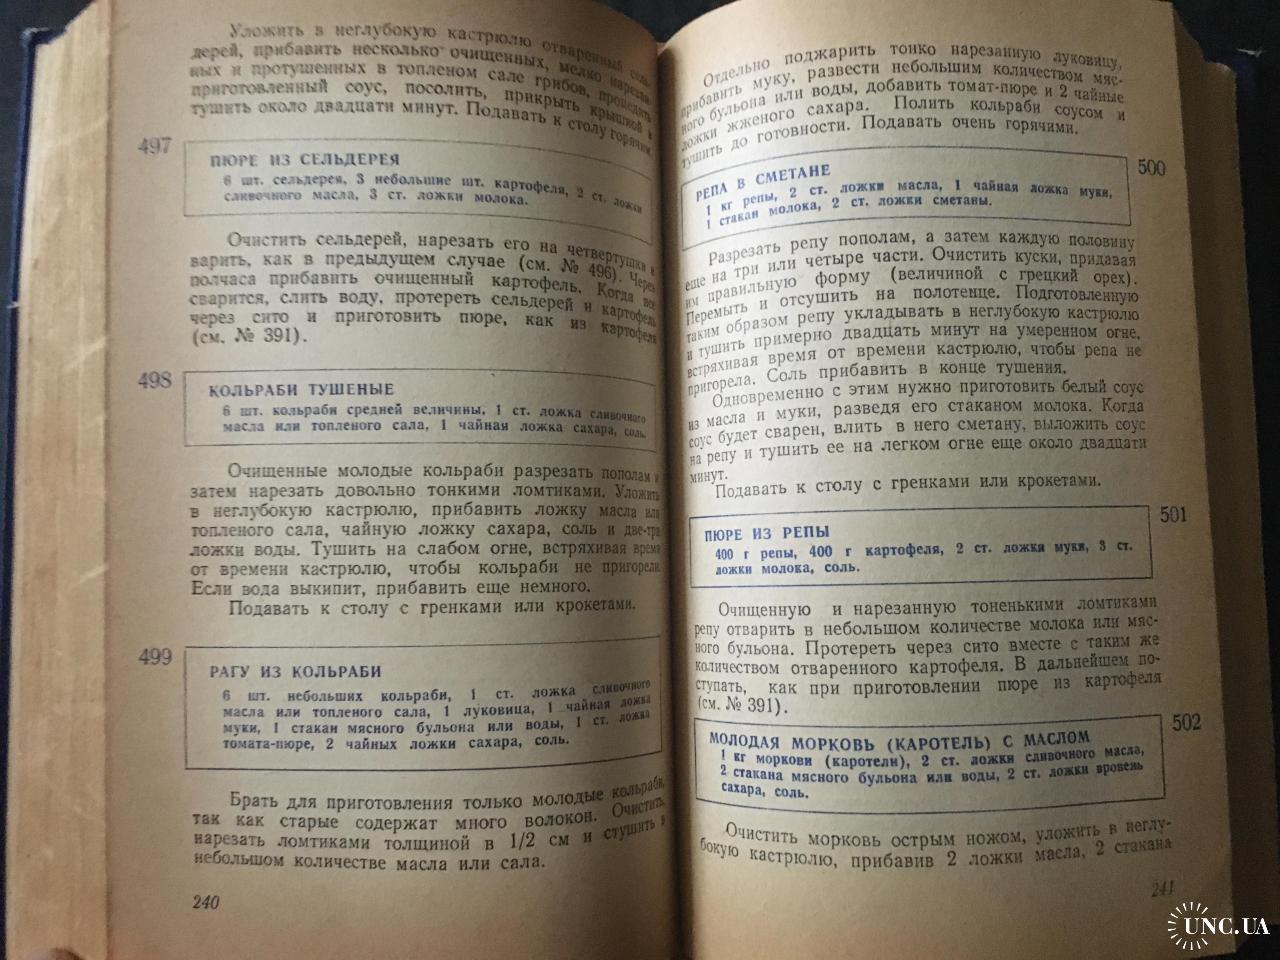 Уложить в неглубокую кастрюлю отваренный сель-
дерей, прибавить несколько очищенных, мелко нарезан-
ных и протушенных в топленом сале грибов, процедить
приготовленный соус, посолить, прикрыть крышкой и
тушить около двадцати минут. Подавать к столу горячим.
497
ПЮРЕ ИЗ СЕЛЬДЕРЕЯ
6 шт. сельдерея, 3 небольшие шт. картофеля, 2 ст. ложки
сливочного масла, 3 ст. ложки молока.
Очистить сельдерей, нарезать его на четвертушки и
варить, как в предыдущем случае (см. № 496). Через
полчаса прибавить очищенный картофель. Когда все
сварится, слить воду, протереть сельдерей и картофель
через сито и приготовить пюре, как из картофеля
(см. № 391).
498
КОЛЬРАБИ ТУШЕНЫЕ
6 шт. кольраби средней величины, 1 ст. ложка сливочного
масла или топленого сала, 1 чайная ложка сахара, соль.
Очищенные молодые кольраби разрезать пополам и
затем нарезать довольно тонкими ломтиками. Уложить
в неглубокую кастрюлю, прибавить ложку масла или
топленого сала, чайную ложку сахара, соль и две-три
ложки воды. Тушить на слабом огне, встряхивая время
от времени кастрюлю, чтобы кольраби не пригорели.
Если вода выкипит, прибавить еще немного.
Подавать к столу с гренками или крокетами.
499
РАГУ ИЗ КОЛЬРАБИ
6 шт. небольших кольраби, 1 ст. ложка сливочного
масла или топленого сала, 1 луковица, 1 чайная ложка
муки, 1 стакан мясного бульона или воды, 1 ст. ложка
томата-пюре, 2 чайных ложки сахара, соль.
Брать для приготовления только молодые кольраби,
так как старые содержат много волокон. Очистить,
нарезать ломтиками толщиной в 1/2 см и стушить в
небольшом количестве масла или сала.
240
Отдельно поджарить тонко нарезанную луковицу,
прибавить муку, развести небольшим количеством мяс-
ного бульона или воды, добавить томат-пюре и 2 чайные
ложки жженого сахара. Полить кольраби соусом и
тушить до готовности. Подавать очень горячими.
500
РЕПА В СМЕТАНЕ
1 кг репы, 2 ст. ложки масла, 1 чайная ложка муки,
1 стакан молока, 2 ст. ложки сметаны.
Разрезать репу пополам, а затем каждую половину
еще на три или четыре части. Очистить куски, придавая
им правильную форму (величиной с грецкий орех).
Перемыть и отсушить на полотенце. Подготовленную
таким образом репу укладывать в неглубокую кастрюлю
и тушить примерно двадцать минут на умеренном огне,
встряхивая время от времени кастрюлю, чтобы репа не
пригорела. Соль прибавить в конце тушения.
Одновременно с этим нужно приготовить белый соус
из масла и муки, разведя его стаканом молока. Когда
соус будет сварен, влить в него сметану, выложить соус
на репу и тушить ее на легком огне еще около двадцати
минут.
Подавать к столу с гренками или крокетами.
501
ПЮРЕ ИЗ РЕПЫ
400 г репы, 400 г картофеля, 2 ст. ложки муки, 3 ст.
ложки молока, соль.
Очищенную и нарезанную тоненькими ломтиками
репу отварить в небольшом количестве молока или мяс-
ного бульона. Протереть через сито вместе с таким же
количеством отваренного картофеля. В дальнейшем по-
ступать, как при приготовлении пюре из картофеля
(см. № 391).
502
МОЛОДАЯ МОРКОВЬ (КАРОТЕЛЬ) С МАСЛОМ
1 кг моркови (каротели), 2 ст. ложки сливочного масла,
2 стакана мясного бульона или воды, 2 ст. ложки вровень
сахара, соль.
Очистить морковь острым ножом, уложить в неглу-
бокую кастрюлю, прибавив 2 ложки масла, 2 стакана
241
UNC.UA